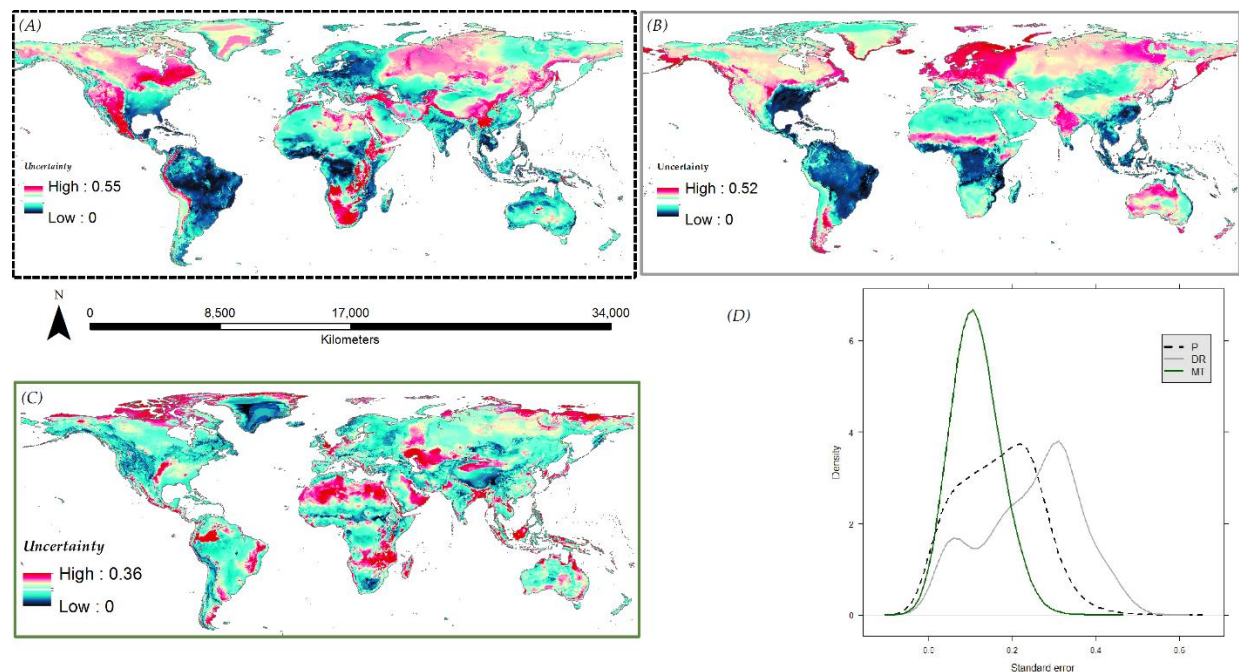 (A)
Uncertainty
High : 0.55
Low : 0
(B)
Uncertainty
High : 0.52
Low : 0
N
0 8,500 17,000 34,000
Kilometers
(C)
Uncertainty
High : 0.36
Low : 0
(D)
P
DR
MT
6
4
2
0
Density
0.0 0.2 0.4 0.6
Standard error